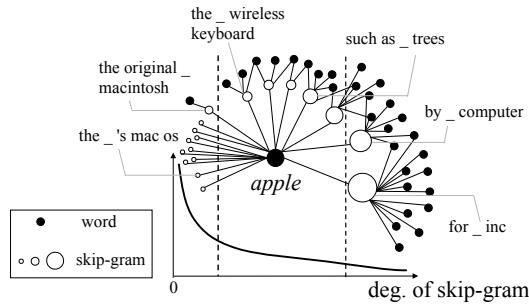 the _ wireless
keyboard
such as _ trees
the original _
macintosh
by _ computer
the _ 's mac os
apple
word
for _ inc
skip-gram
0
deg. of skip-gram